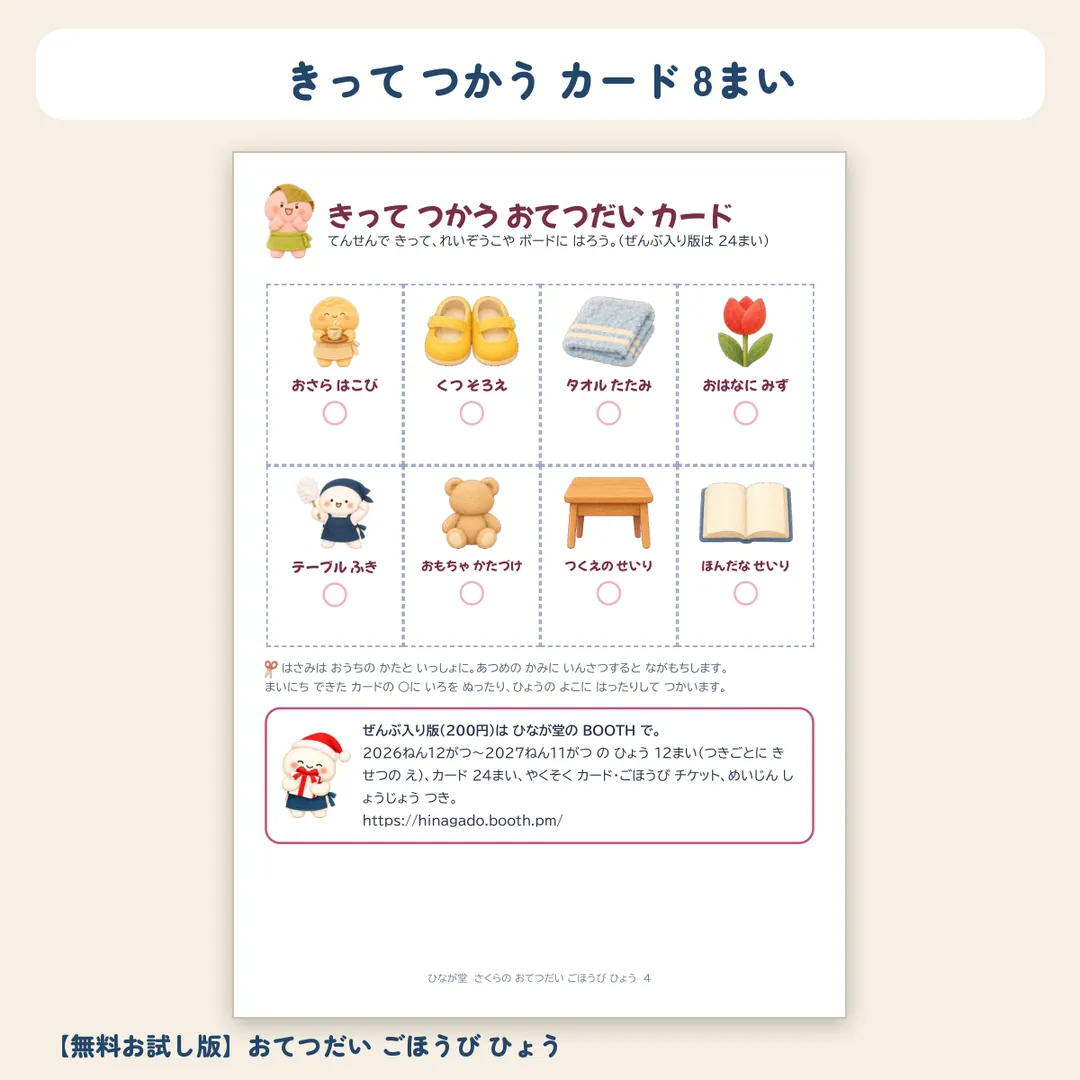 きって つかう カード 8まい
きって つかう おてつだい カード
てんせんで きって、れいぞうこや ボードに はろう。(ぜんぶ入り版は 24まい)
おさら はこび
くつ そろえ
タオル たたみ
おはなに みず
テーブル ふき
おもちゃ かたづけ
つくえの せいり
ほんだな せいり
はさみは おうちの かたと いっしょに。あつめの かみに いんさつすると ながもちします。
まいにち できた カードの 〇に いろを ぬったり、ひょうの よこに はったりして つかいます。
ぜんぶ入り版(200円)は ひなが堂の BOOTH で。
2026ねん12がつ〜2027ねん11がつ の ひょう 12まい(つきごとに き
せつの え)、カード 24まい、やくそく カード・ごほうび チケット、めいじん し
ょうじょう つき。
https://hinagado.booth.pm/
ひなが堂 さくらの おてつだい ごほうび ひょう 4
【無料お試し版】おてつだい ごほうび ひょう